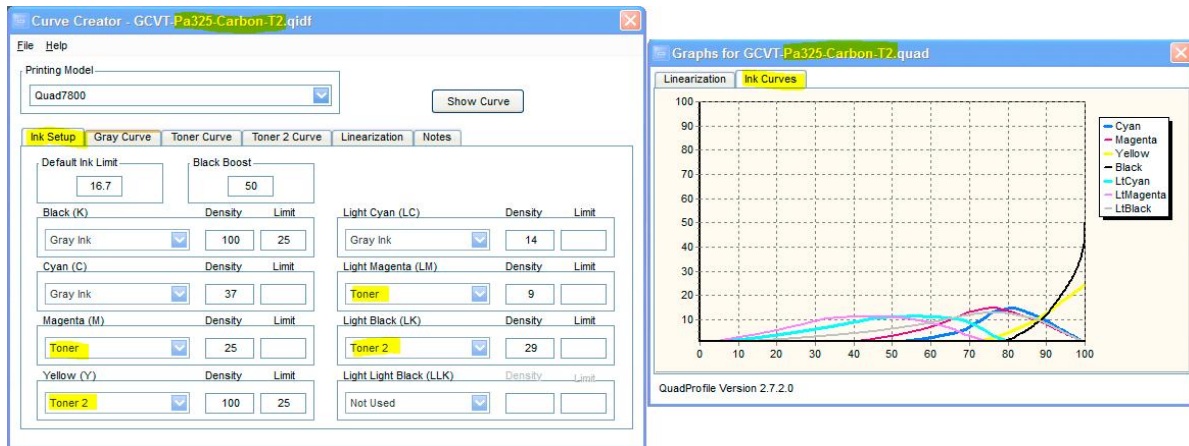 Curve Creator - GCVT-Pa325-Carbon-T2.qidf
File Help
Printing Model
Quad7800
Show Curve
Ink Setup Gray Curve Toner Curve Toner 2 Curve Linearization Notes
Default Ink Limit Black Boost
16.7 50
Black (K) Density Limit
Gray Ink 100 25
Cyan (C) Density Limit
Gray Ink 37
Magenta (M) Density Limit
Toner 25
Yellow (Y) Density Limit
Toner 2 100 25
Light Cyan (LC) Density Limit
Gray Ink 14
Light Magenta (LM) Density Limit
Toner 9
Light Black (LK) Density Limit
Toner 2 29
Light Light Black (LLK) Density Limit
Not Used
Graphs for GCVT-Pa325-Carbon-T2.quad
Linearization Ink Curves
100
90
80
70
60
50
40
30
20
10
0 10 20 30 40 50 60 70 80 90 100
Cyan
Magenta
Yellow
Black
LtCyan
LtMagenta
LtBlack
QuadProfile Version 2.7.2.0